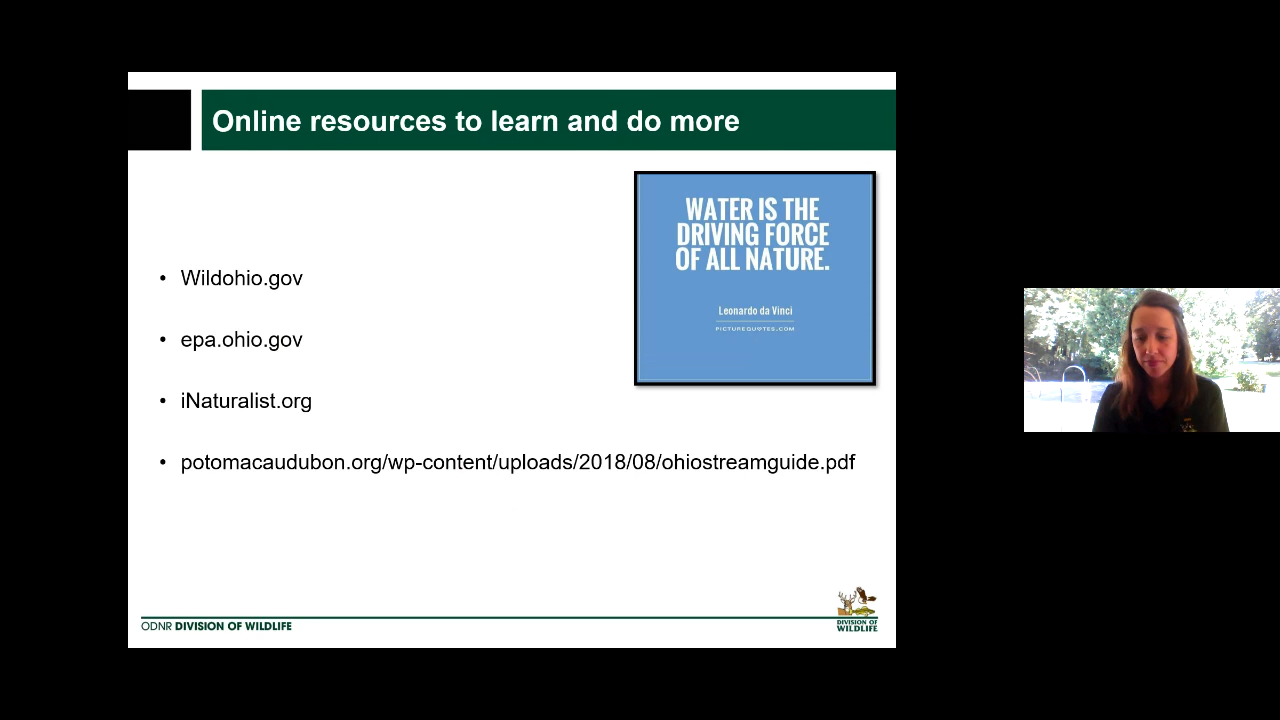 Online resources to learn and do more
WATER IS THE
DRIVING FORCE
OF ALL NATURE.
Leonardo da Vinci
PICTUREQUOTES.COM
• Wildohio.gov
• epa.ohio.gov
• iNaturalist.org
• potomacaudubon.org/wp-content/uploads/2018/08/ohiostreamguide.pdf
ODNR DIVISION OF WILDLIFE
DIVISION OF
WILDLIFE